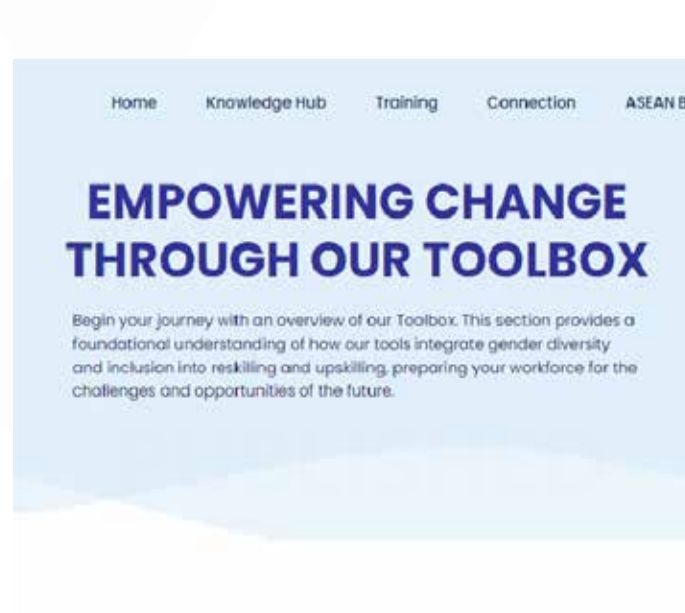 Home Knowledge Hub Training Connection ASEAN
EMPOWERING CHANGE
THROUGH OUR TOOLBOX
Begin your journey with an overview of our Toolbox. This section provides a
foundational understanding of how our tools integrate gender diversity
and inclusion into reskilling and upskilling, preparing your workforce for the
challenges and opportunities of the future.